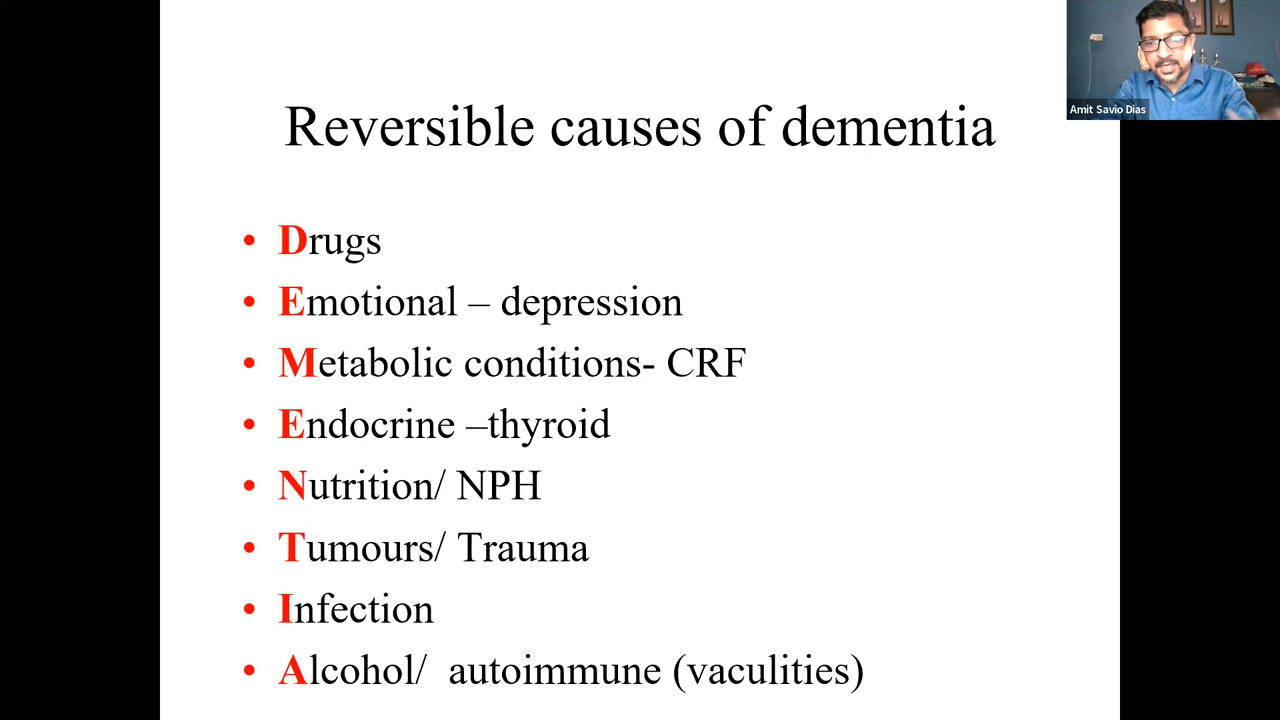 Amit Savio Dias
Reversible causes of dementia
• Drugs
• Emotional – depression
• Metabolic conditions- CRF
• Endocrine –thyroid
• Nutrition/ NPH
• Tumours/ Trauma
• Infection
• Alcohol/  autoimmune (vaculities)